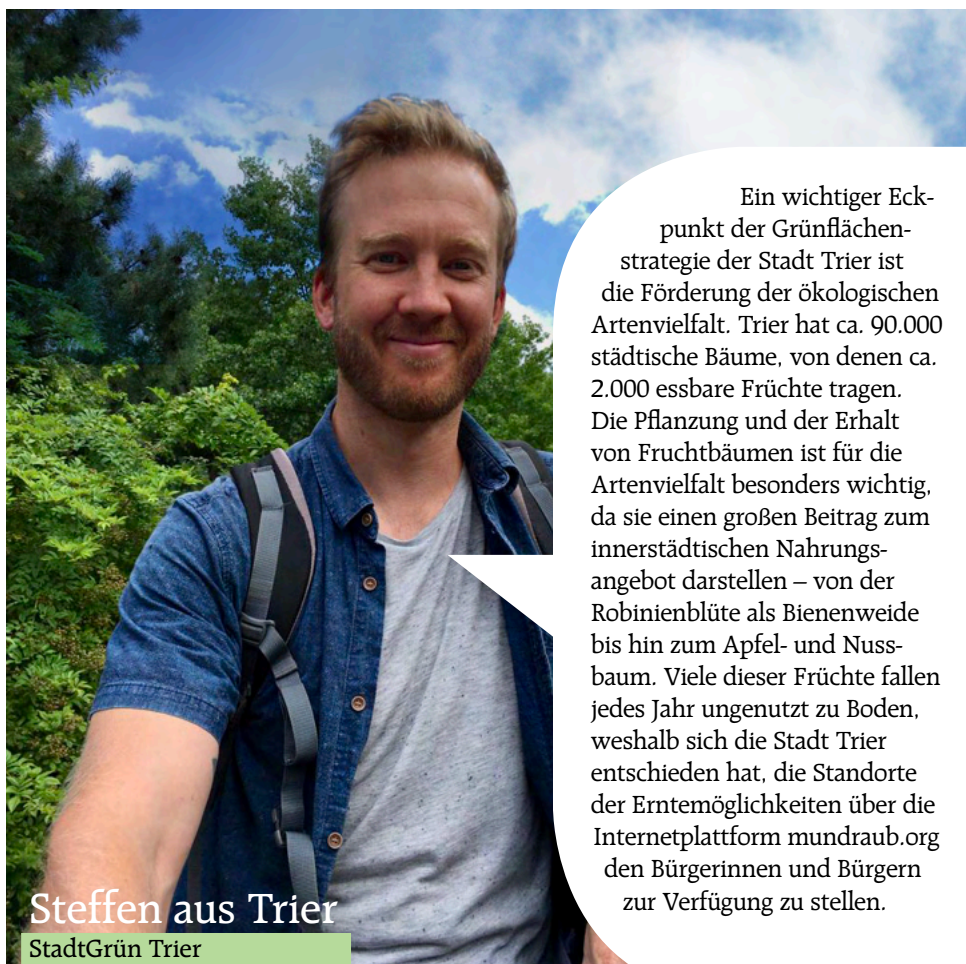 Ein wichtiger Eck-
punkt der Grünflächen-
strategie der Stadt Trier ist
die Förderung der ökologischen
Artenvielfalt. Trier hat ca. 90.000
städtische Bäume, von denen ca.
2.000 essbare Früchte tragen.
Die Pflanzung und der Erhalt
von Fruchtbäumen ist für die
Artenvielfalt besonders wichtig,
da sie einen großen Beitrag zum
innerstädtischen Nahrungs-
angebot darstellen – von der
Robinienblüte als Bienenweide
bis hin zum Apfel- und Nuss-
baum. Viele dieser Früchte fallen
jedes Jahr ungenutzt zu Boden,
weshalb sich die Stadt Trier
entschieden hat, die Standorte
der Erntemöglichkeiten über die
Internetplattform mundraub.org
den Bürgerinnen und Bürgern
zur Verfügung zu stellen.
Steffen aus Trier
StadtGrün Trier